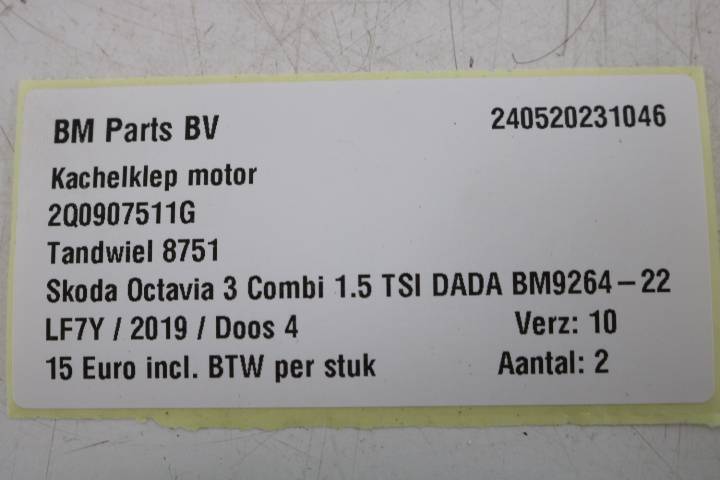 BM Parts BV 240520231046
Kachelklep motor
2Q0907511G
Tandwiel 8751
Skoda Octavia 3 Combi 1.5 TSI DADA BM9264-22
LF7Y / 2019 / Doos 4 Verz: 10
15 Euro incl. BTW per stuk Aantal: 2